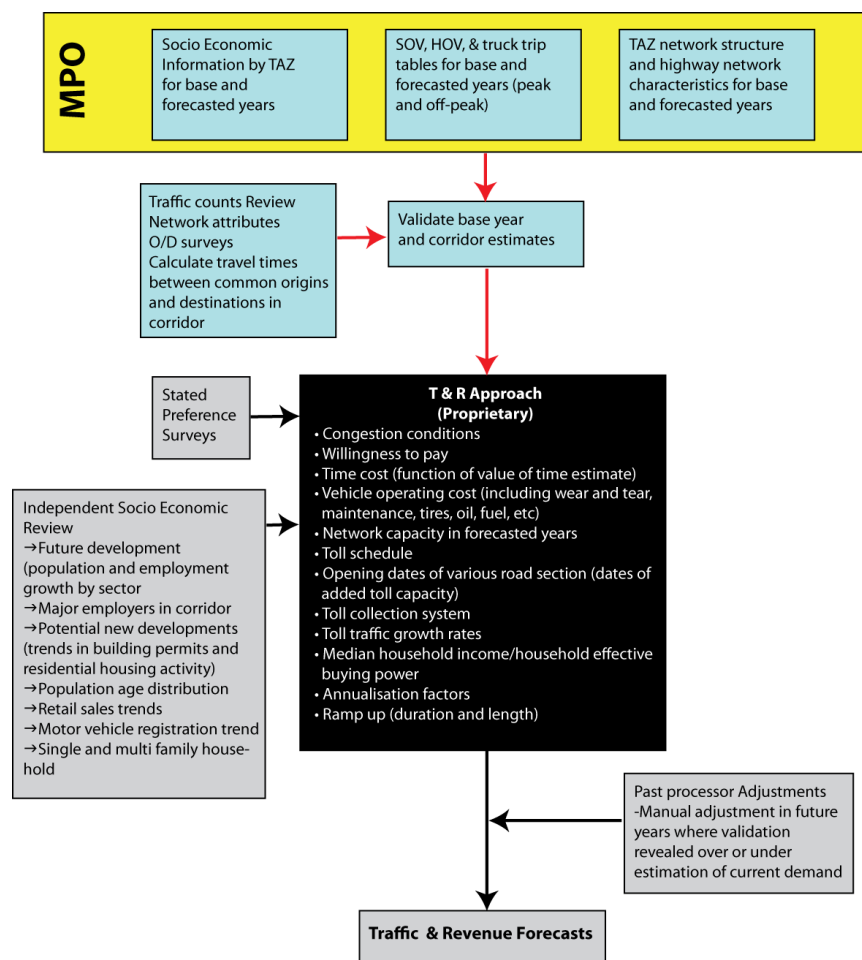 MPO
Socio Economic
Information by TAZ
for base and
forecasted years
SOV, HOV, & truck trip
tables for base and
forecasted years (peak
and off-peak)
TAZ network structure
and highway network
characteristics for base
and forecasted years
Traffic counts Review
Network attributes
O/D surveys
Calculate travel times
between common origins
and destinations in
corridor
Validate base year
and corridor estimates
Stated
Preference
Surveys
T & R Approach
(Proprietary)
• Congestion conditions
• Willingness to pay
• Time cost (function of value of time estimate)
• Vehicle operating cost (including wear and tear,
maintenance, tires, oil, fuel, etc)
• Network capacity in forecasted years
• Toll schedule
• Opening dates of various road section (dates of
added toll capacity)
• Toll collection system
• Toll traffic growth rates
• Median household income/household effective
buying power
• Annualisation factors
• Ramp up (duration and length)
Independent Socio Economic
Review
→Future development
(population and employment
growth by sector
→Major employers in corridor
→Potential new developments
(trends in building permits and
residential housing activity)
→Population age distribution
→Retail sales trends
→Motor vehicle registration trend
→Single and multi family house-
hold
Past processor Adjustments
-Manual adjustment in future
years where validation
revealed over or under
estimation of current demand
Traffic & Revenue Forecasts